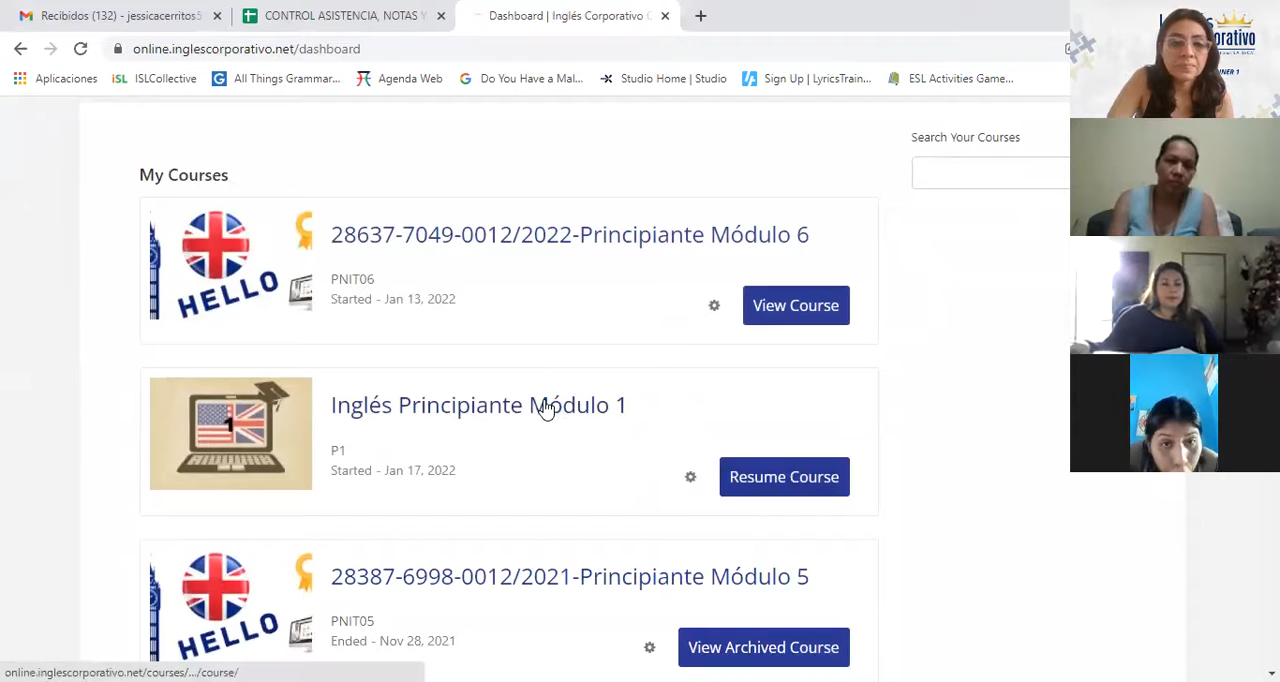 Recibidos (132) - jessicacerritos5
CONTROL ASISTENCIA, NOTAS Y
Dashboard | Inglés Corporativo C
online.inglescorporativo.net/dashboard
Aplicaciones
iSL ISLCollective
All Things Grammar...
Agenda Web
Do You Have a Mal...
Studio Home | Studio
Sign Up | LyricsTrain...
ESL Activities Game...
Search Your Courses
My Courses
HELLO
28637-7049-0012/2022-Principiante Módulo 6
PNIT06
Started - Jan 13, 2022
View Course
1
Inglés Principiante Módulo 1
P1
Started - Jan 17, 2022
Resume Course
HELLO
28387-6998-0012/2021-Principiante Módulo 5
PNIT05
Ended - Nov 28, 2021
View Archived Course
online.inglescorporativo.net/courses/.../course/